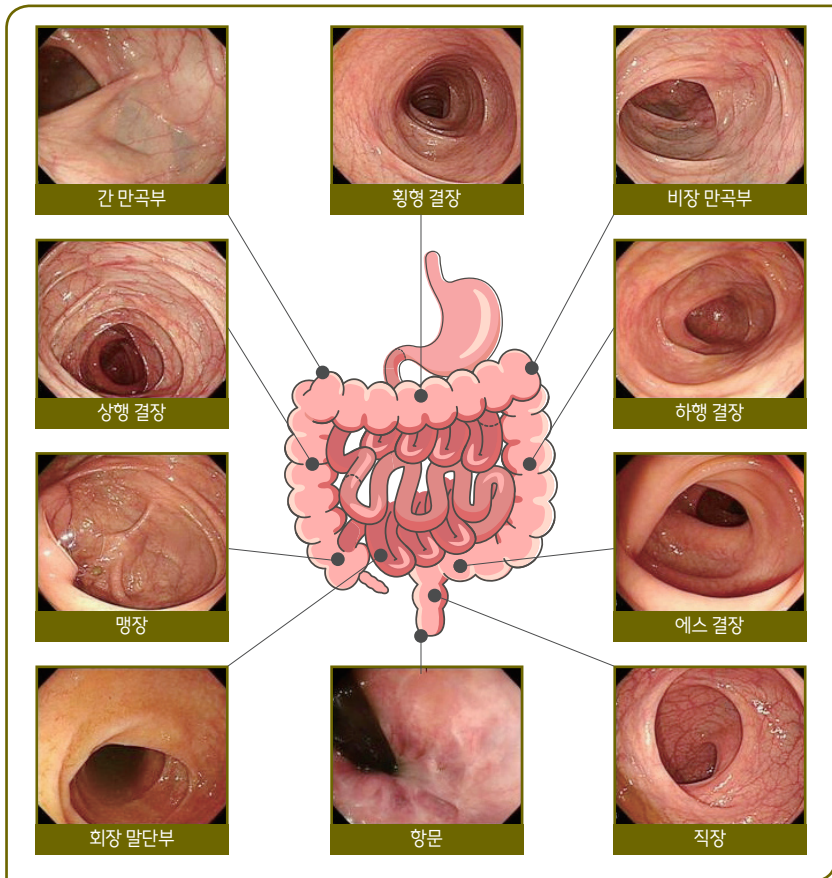 간 만곡부
횡형 결장
비장 만곡부
상행 결장
하행 결장
맹장
에스 결장
회장 말단부
항문
직장